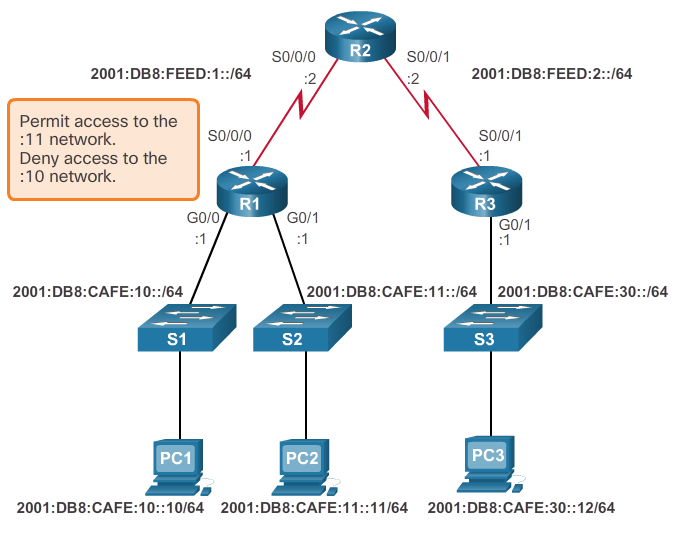 R2
S0/0/0
S0/0/1
2001:DB8:FEED:1::/64
:2
:2
2001:DB8:FEED:2::/64
Permit access to the
:11 network.
Deny access to the
:10 network.
S0/0/0
:1
S0/0/1
:1
R1
R3
G0/0
:1
G0/1
:1
G0/1
:1
2001:DB8:CAFE:10::/64
2001:DB8:CAFE:11::/64
2001:DB8:CAFE:30::/64
S1
S2
S3
PC1
PC2
PC3
2001:DB8:CAFE:10::10/64
2001:DB8:CAFE:11::11/64
2001:DB8:CAFE:30::12/64